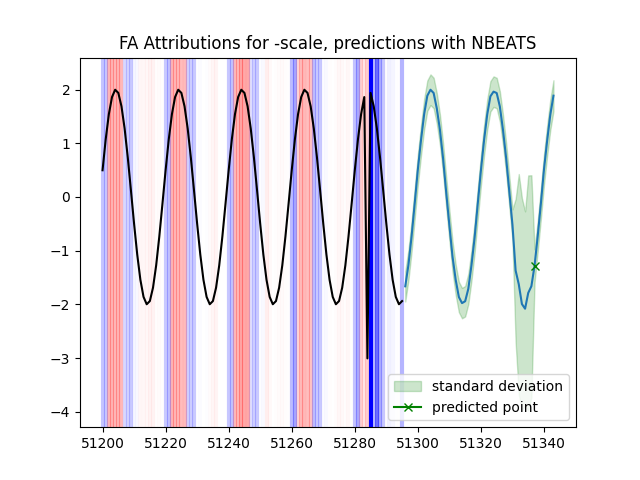 FA Attributions for -scale, predictions with NBEATS
2
1
0
−1
−2
−3
−4
standard deviation
predicted point
51200 51220 51240 51260 51280 51300 51320 51340